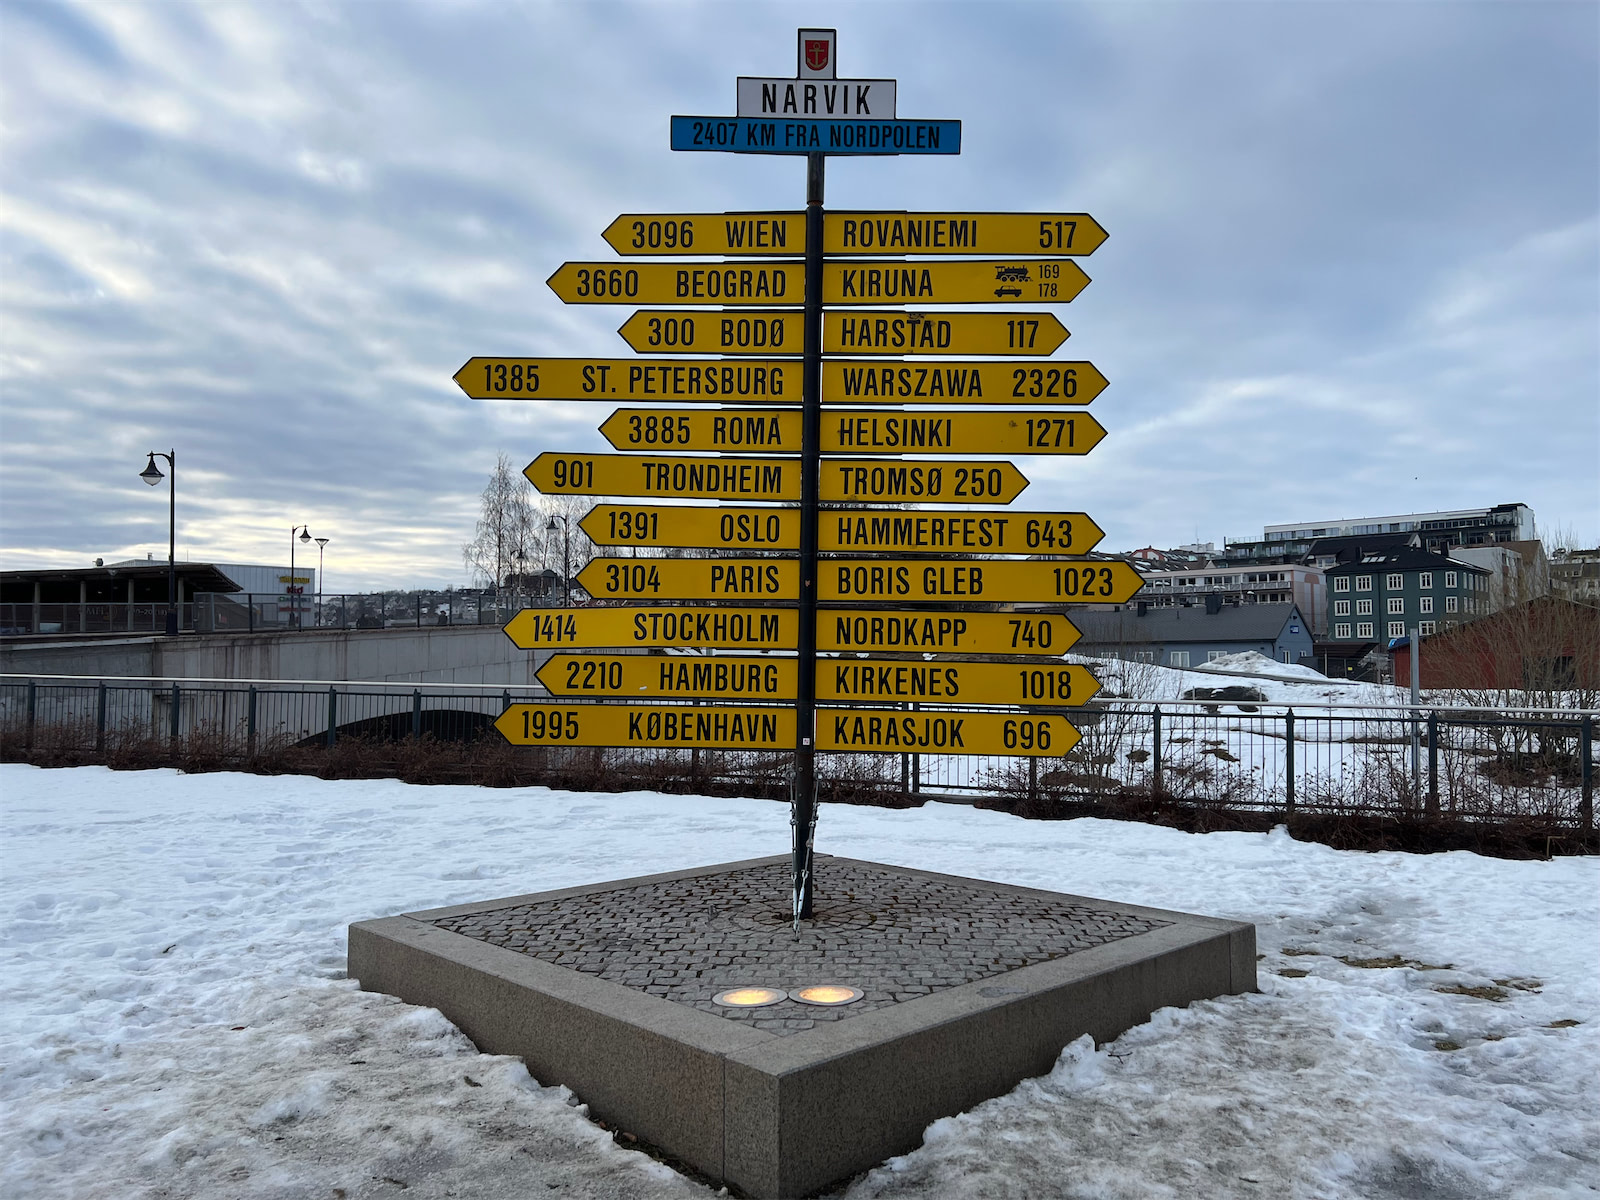 NARVIK
2407 KM FRA NORDPOLEN
3096 WIEN
ROVANIEMI 517
3660 BEOGRAD
KIRUNA 169
178
300 BODØ
HARSTAD 117
1385 ST. PETERSBURG
WARSZAWA 2326
3885 ROMA
HELSINKI 1271
901 TRONDHEIM
TROMSØ 250
1391 OSLO
HAMMERFEST 643
3104 PARIS
BORIS GLEB 1023
1414 STOCKHOLM
NORDKAPP 740
2210 HAMBURG
KIRKENES 1018
1995 KØBENHAVN
KARASJOK 696